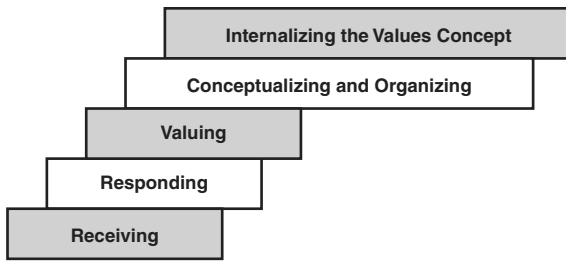 Internalizing the Values Concept
Conceptualizing and Organizing
Valuing
Responding
Receiving